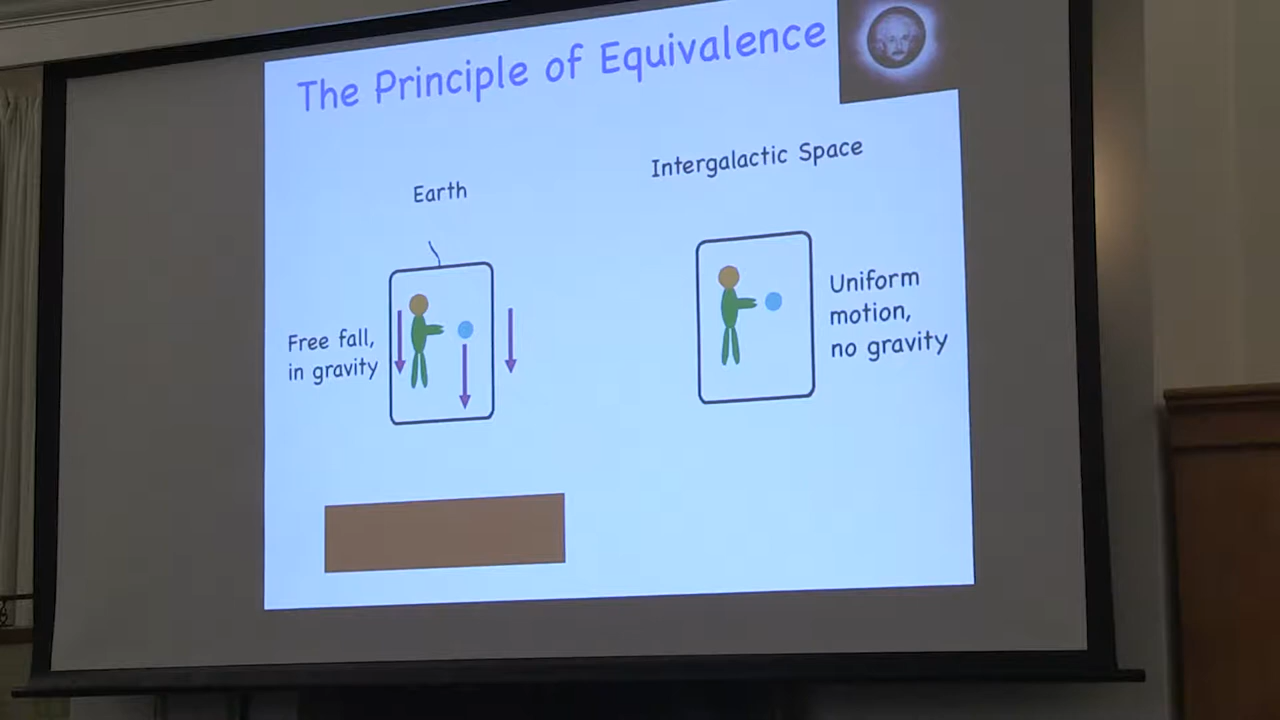 The Principle of Equivalence
Earth
Intergalactic Space
Free fall,
in gravity
Uniform
motion,
no gravity